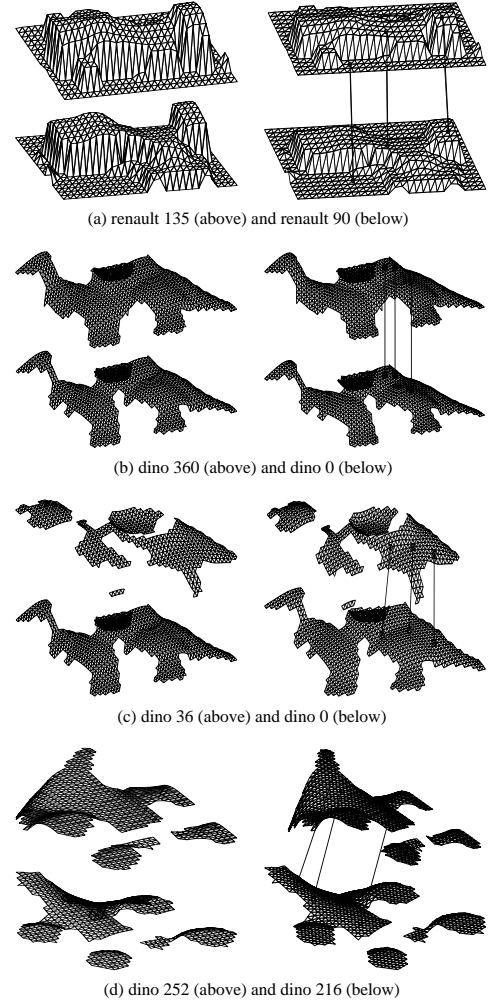 (a) renault 135 (above) and renault 90 (below)
(b) dino 360 (above) and dino 0 (below)
(c) dino 36 (above) and dino 0 (below)
(d) dino 252 (above) and dino 216 (below)